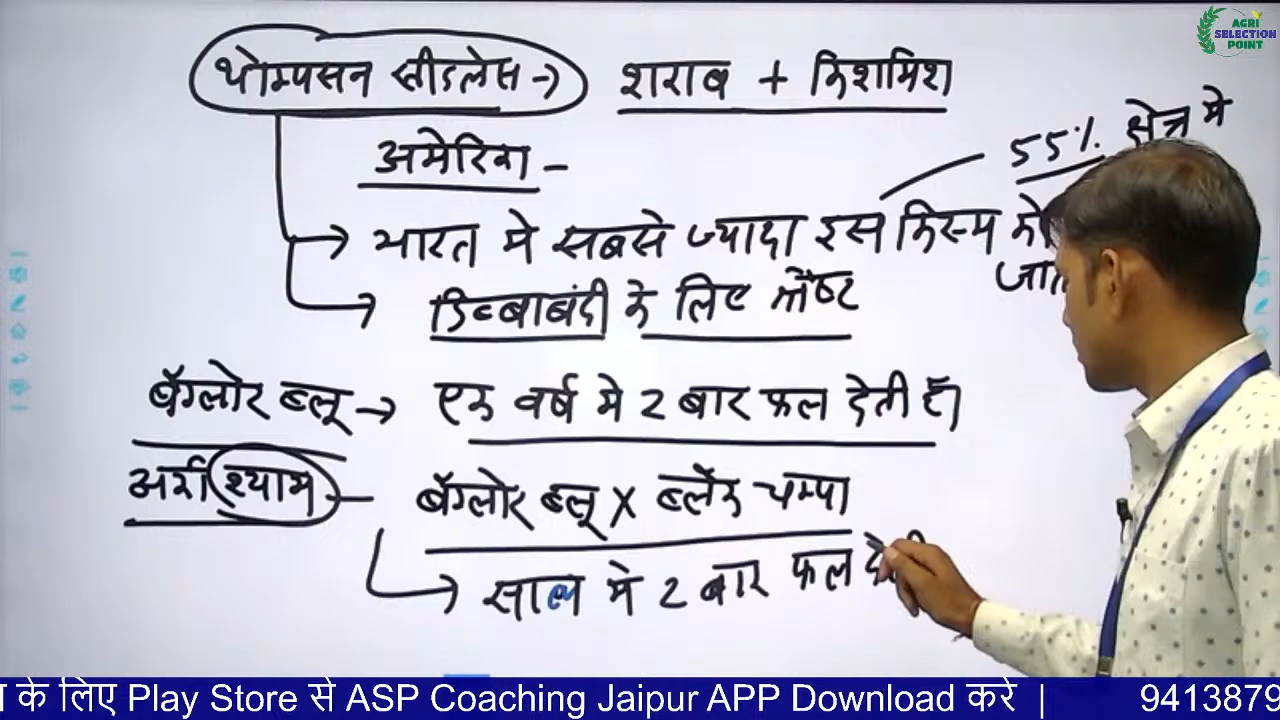 AGRI
SELECTION
POINT
थोम्पसन सीडलेस → शराब + किशमिश
अमेरिका -
55% क्षेत्र मे
→ भारत मे सबसे ज्यादा इस किस्म को
→ डिब्बाबंदी के लिए
बैंग्लोर ब्लू → एक वर्ष मे 2 बार फल देती है।
अर्का श्याम - बैंग्लोर ब्लू X ब्लैक चम्पा
→ साल मे 2 बार फल
के लिए Play Store से ASP Coaching Jaipur APP Download करें | 9413879